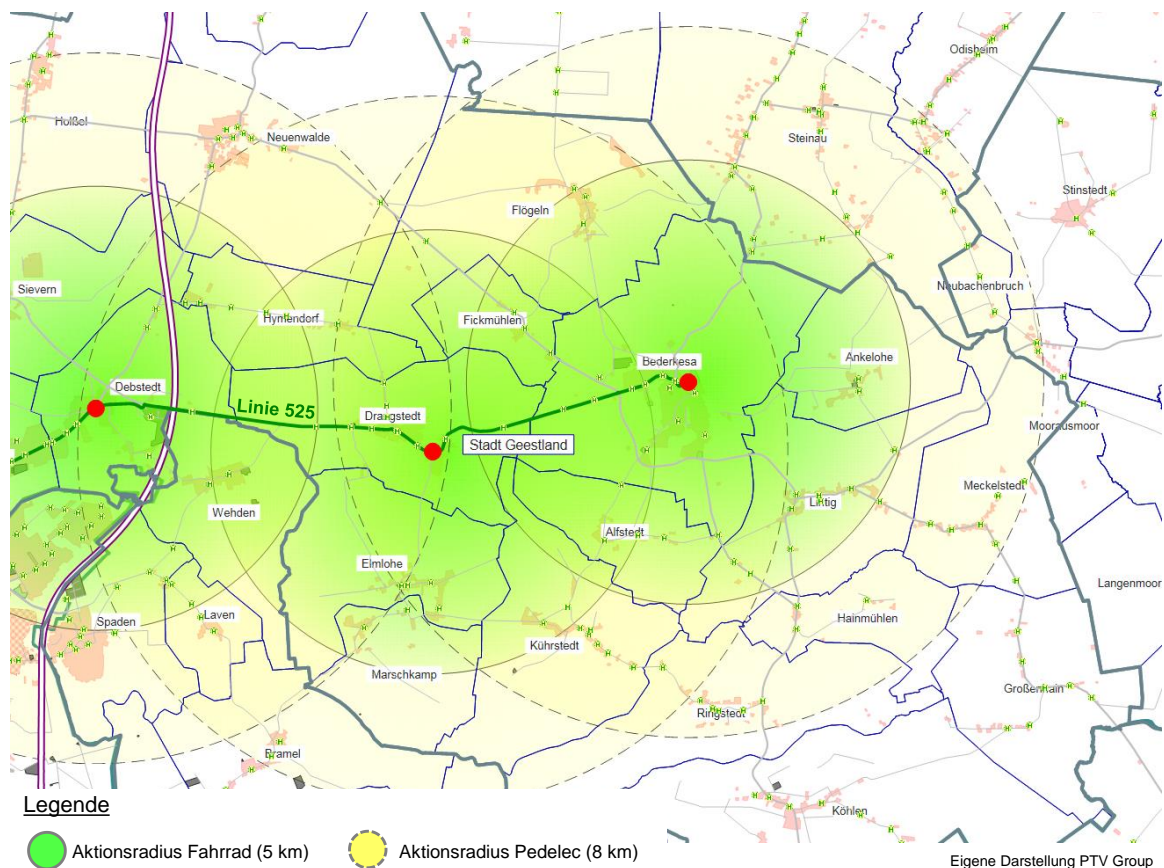 Odisheim
Holßel
Neuenwalde
Steinau
Stinstedt
Flögeln
Sievern
Neubachenbruch
Hymendorf
Fickmühlen
Bederkesa
Ankelohe
Debstedt
Linie 525
Drangstedt
Moorausmoor
Stadt Geestland
Meckelstedt
Lintig
Wehden
Alfstedt
Elmlohe
Langenmoor
Laven
Spaden
Hainmühlen
Kührstedt
Marschkamp
Großenhain
Ringstedt
Bramel
Köhlen
Legende
Aktionsradius Fahrrad (5 km)
Aktionsradius Pedelec (8 km)
Eigene Darstellung PTV Group